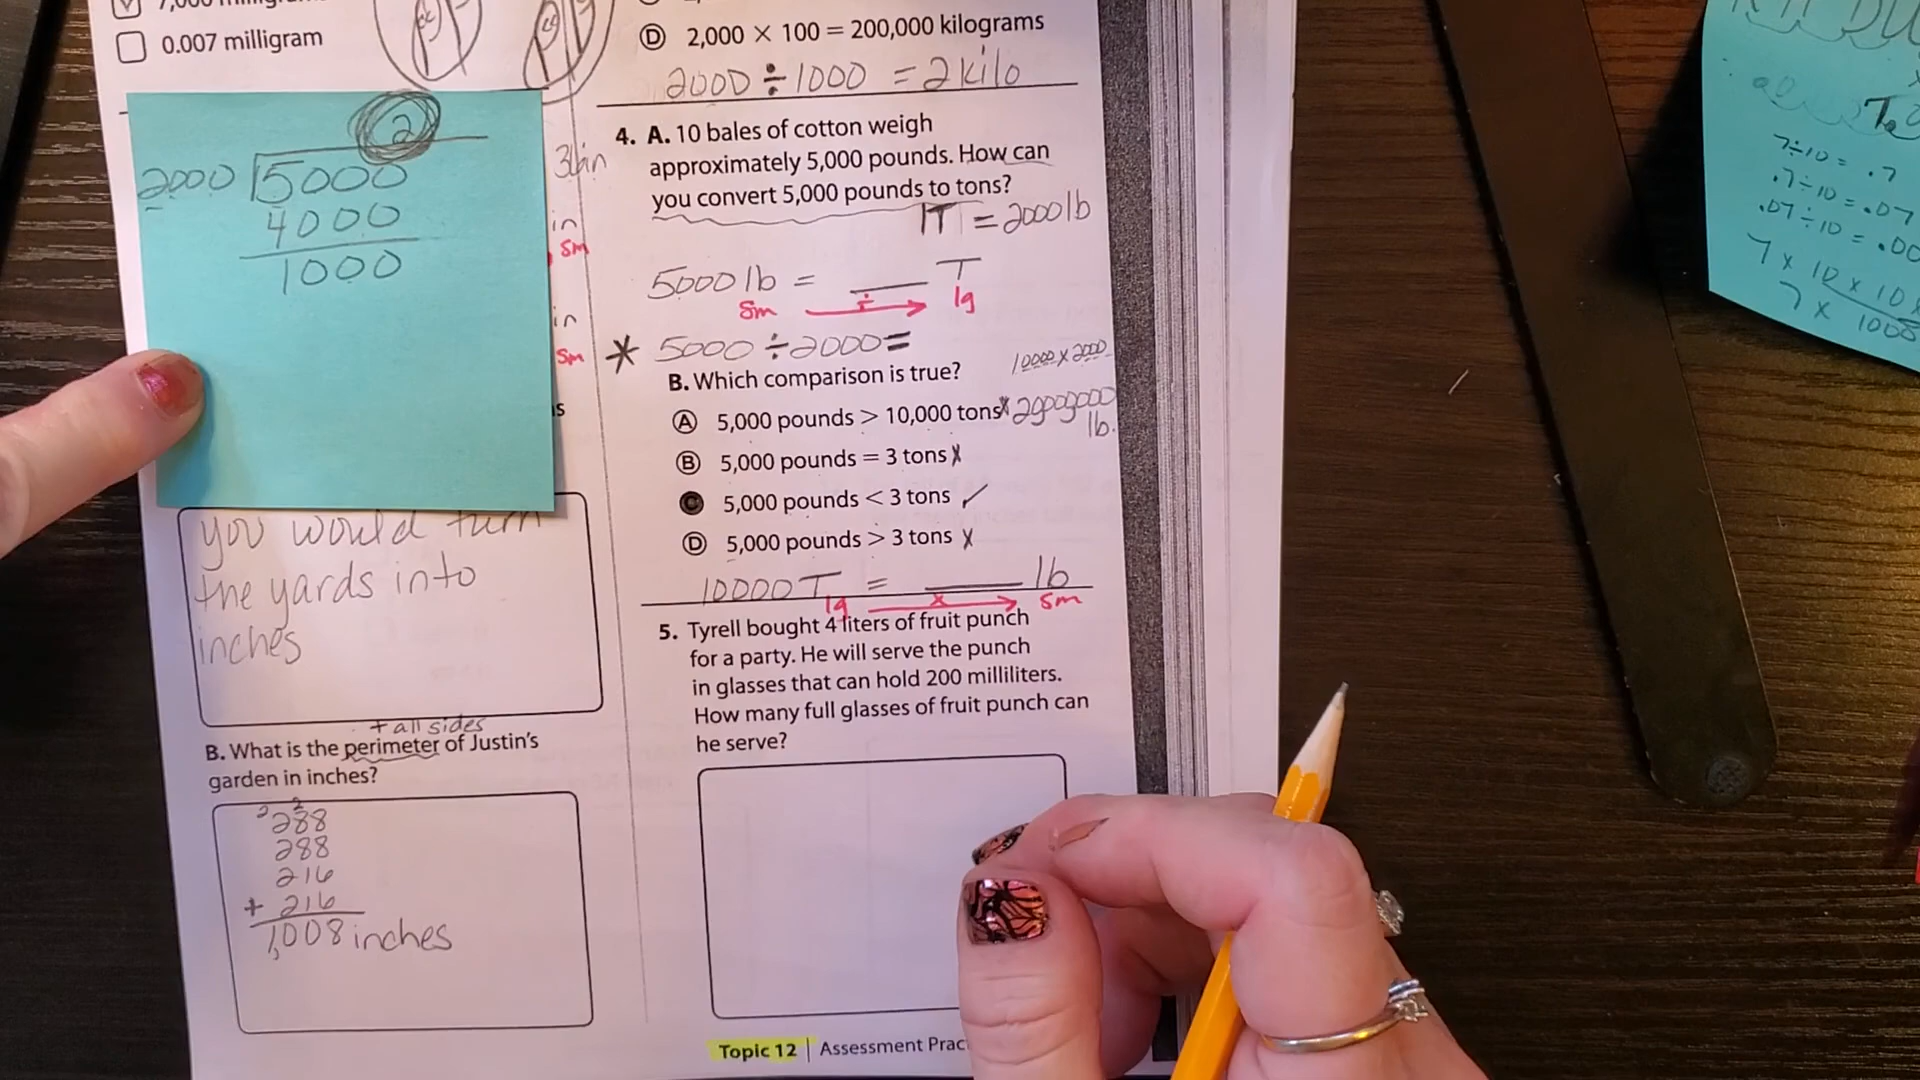 0.007 milligram
2
2000 5000
4000
1000
in
sm
in
sm
you would turn
the yards into
inches
+ all sides
B. What is the perimeter of Justin's
garden in inches?
2 2
288
288
216
+ 216
1,008 inches
D 2,000 × 100 = 200,000 kilograms
2000 ÷ 1000 = 2 kilo
4. A. 10 bales of cotton weigh
approximately 5,000 pounds. How can
you convert 5,000 pounds to tons?
1T = 2000 lb
5000 lb = ___ T
sm ÷ lg
* 5000 ÷ 2000 =
B. Which comparison is true?
10000 x 2000
A 5,000 pounds > 10,000 tons x
lb.
B 5,000 pounds = 3 tons x
C 5,000 pounds < 3 tons ✓
D 5,000 pounds > 3 tons x
10000 T = ___ lb
lg x sm
5. Tyrell bought 4 liters of fruit punch
for a party. He will serve the punch
in glasses that can hold 200 milliliters.
How many full glasses of fruit punch can
he serve?
Topic 12 | Assessment
7 ÷ 10 = .7
.7 ÷ 10 = .07
.07 ÷ 10 = .00
7 x 10 x 10
7 x 1000